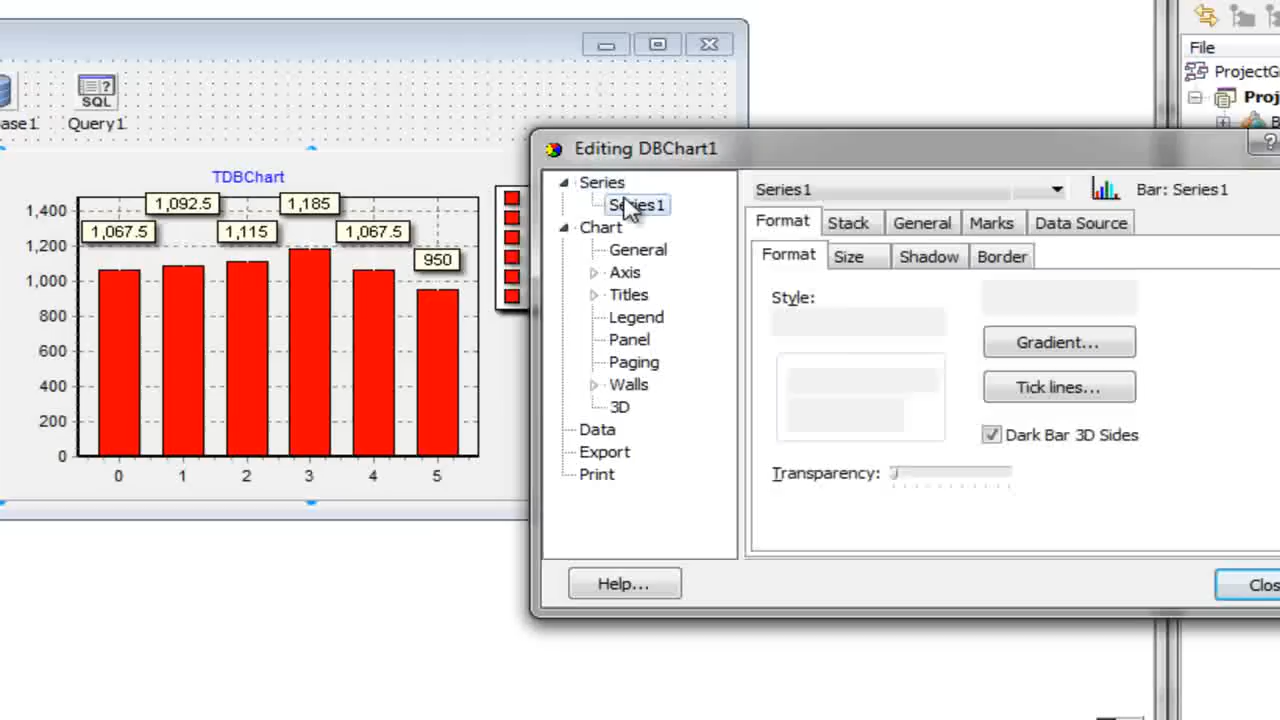 File
ProjectG
Proj
SQL
ase1
Query1
Editing DBChart1
?
TDBChart
1,400
1,200
1,000
800
600
400
200
0
1,067.5
1,092.5
1,115
1,185
1,067.5
950
0 1 2 3 4 5
Series
Series1
Chart
General
Axis
Titles
Legend
Panel
Paging
Walls
3D
Data
Export
Print
Series1
Bar: Series1
Format Stack General Marks Data Source
Format Size Shadow Border
Style:
Gradient...
Tick lines...
Dark Bar 3D Sides
Transparency:
Help...
Clos